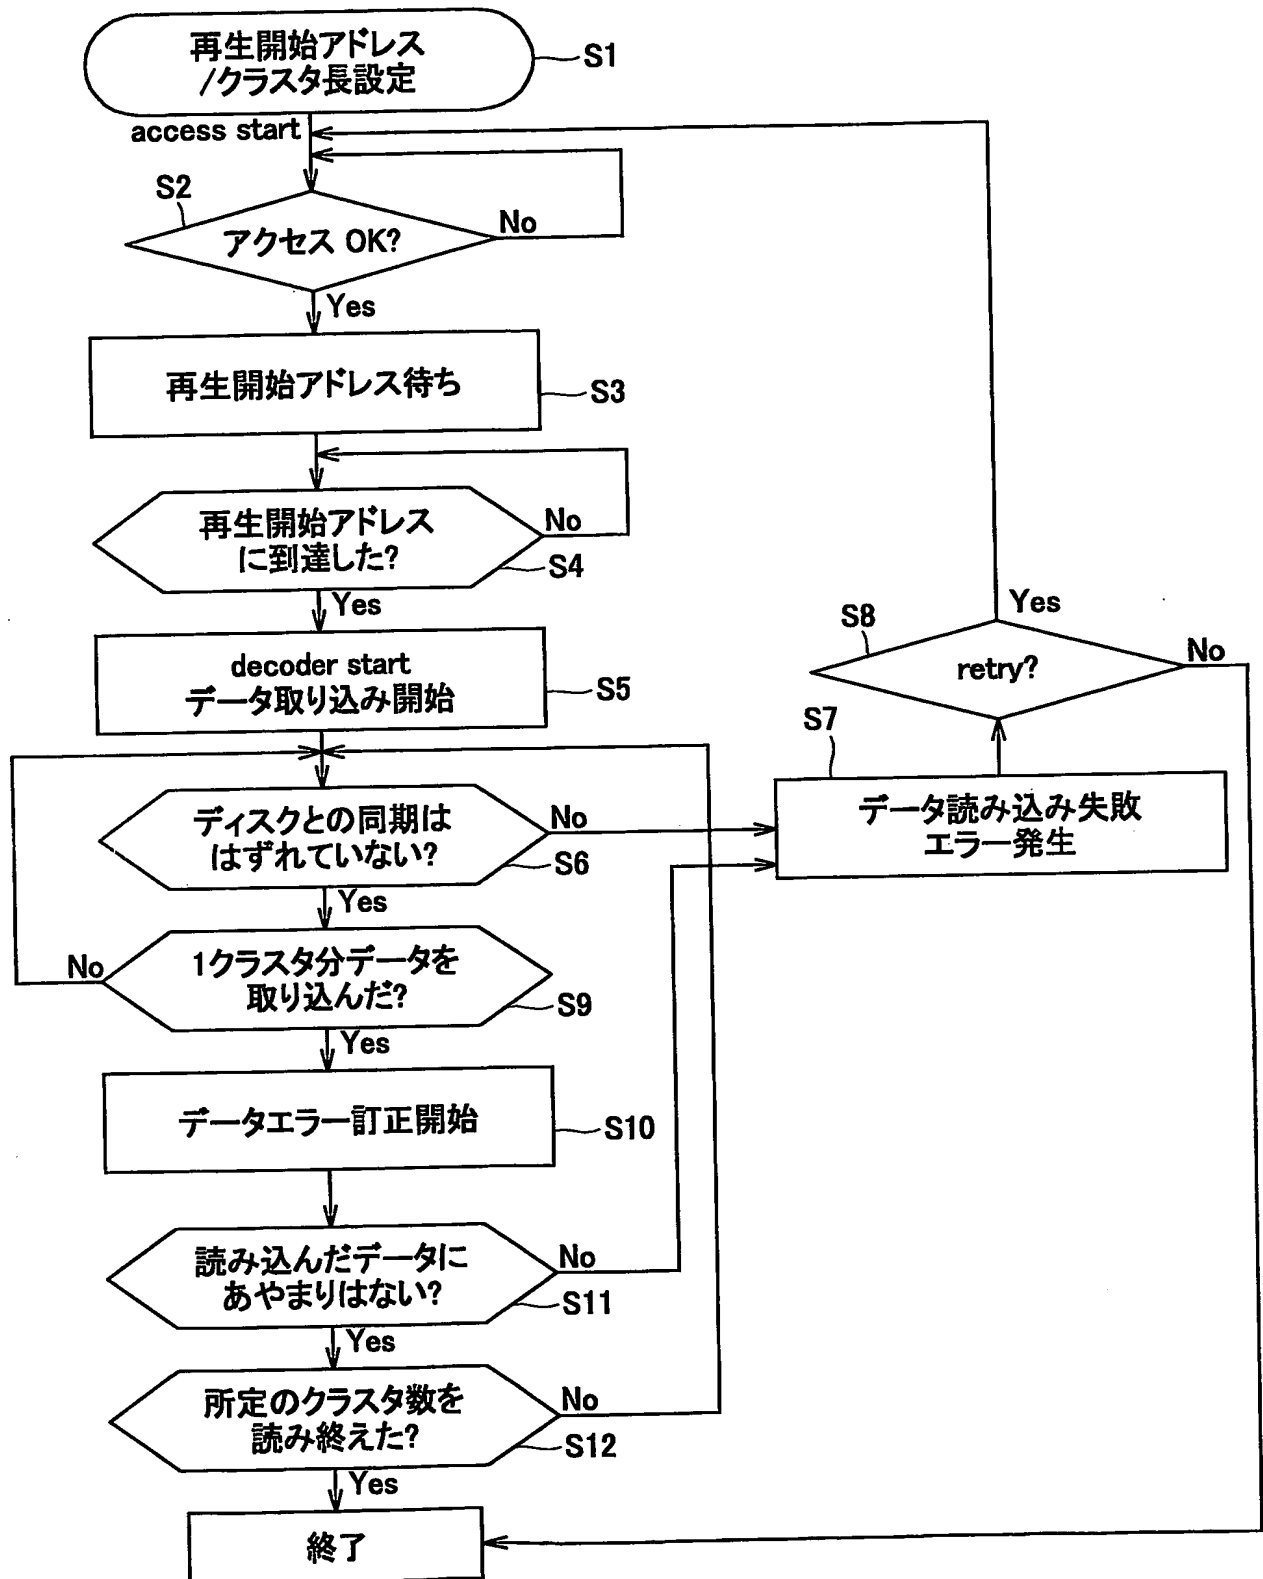 再生開始アドレス
/クラスタ長設定
S1
access start
S2
アクセス OK?
No
Yes
再生開始アドレス待ち
S3
再生開始アドレス
に到達した?
No
S4
Yes
decoder start
データ取り込み開始
S5
ディスクとの同期は
はずれていない?
No
S6
Yes
データ読み込み失敗
エラー発生
S7
retry?
S8
Yes
No
1クラスタ分データを
取り込んだ?
No
S9
Yes
データエラー訂正開始
S10
読み込んだデータに
あやまりはない?
No
S11
Yes
所定のクラスタ数を
読み終えた?
No
S12
Yes
終了